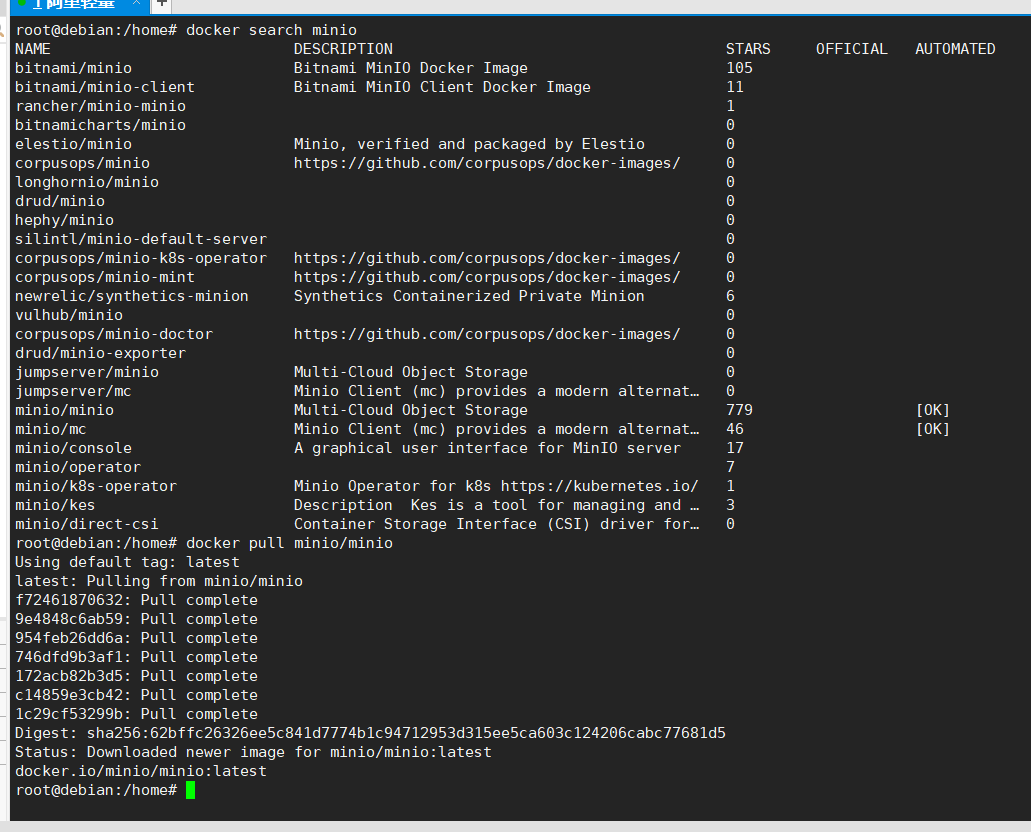 1 阿里轻量 × +
root@debian:/home# docker search minio
NAME DESCRIPTION STARS OFFICIAL AUTOMATED
bitnami/minio Bitnami MinIO Docker Image 105
bitnami/minio-client Bitnami MinIO Client Docker Image 11
rancher/minio-minio 1
bitnamicharts/minio 0
elestio/minio Minio, verified and packaged by Elestio 0
corpusops/minio https://github.com/corpusops/docker-images/ 0
longhornio/minio 0
drud/minio 0
hephy/minio 0
silintl/minio-default-server 0
corpusops/minio-k8s-operator https://github.com/corpusops/docker-images/ 0
corpusops/minio-mint https://github.com/corpusops/docker-images/ 0
newrelic/synthetics-minion Synthetics Containerized Private Minion 6
vulhub/minio 0
corpusops/minio-doctor https://github.com/corpusops/docker-images/ 0
drud/minio-exporter 0
jumpserver/minio Multi-Cloud Object Storage 0
jumpserver/mc Minio Client (mc) provides a modern alternat… 0
minio/minio Multi-Cloud Object Storage 779 [OK]
minio/mc Minio Client (mc) provides a modern alternat… 46 [OK]
minio/console A graphical user interface for MinIO server 17
minio/operator 7
minio/k8s-operator Minio Operator for k8s https://kubernetes.io/ 1
minio/kes Description Kes is a tool for managing and … 3
minio/direct-csi Container Storage Interface (CSI) driver for… 0
root@debian:/home# docker pull minio/minio
Using default tag: latest
latest: Pulling from minio/minio
f72461870632: Pull complete
9e4848c6ab59: Pull complete
954feb26dd6a: Pull complete
746dfd9b3af1: Pull complete
172acb82b3d5: Pull complete
c14859e3cb42: Pull complete
1c29cf53299b: Pull complete
Digest: sha256:62bffc26326ee5c841d7774b1c94712953d315ee5ca603c124206cabc77681d5
Status: Downloaded newer image for minio/minio:latest
docker.io/minio/minio:latest
root@debian:/home#